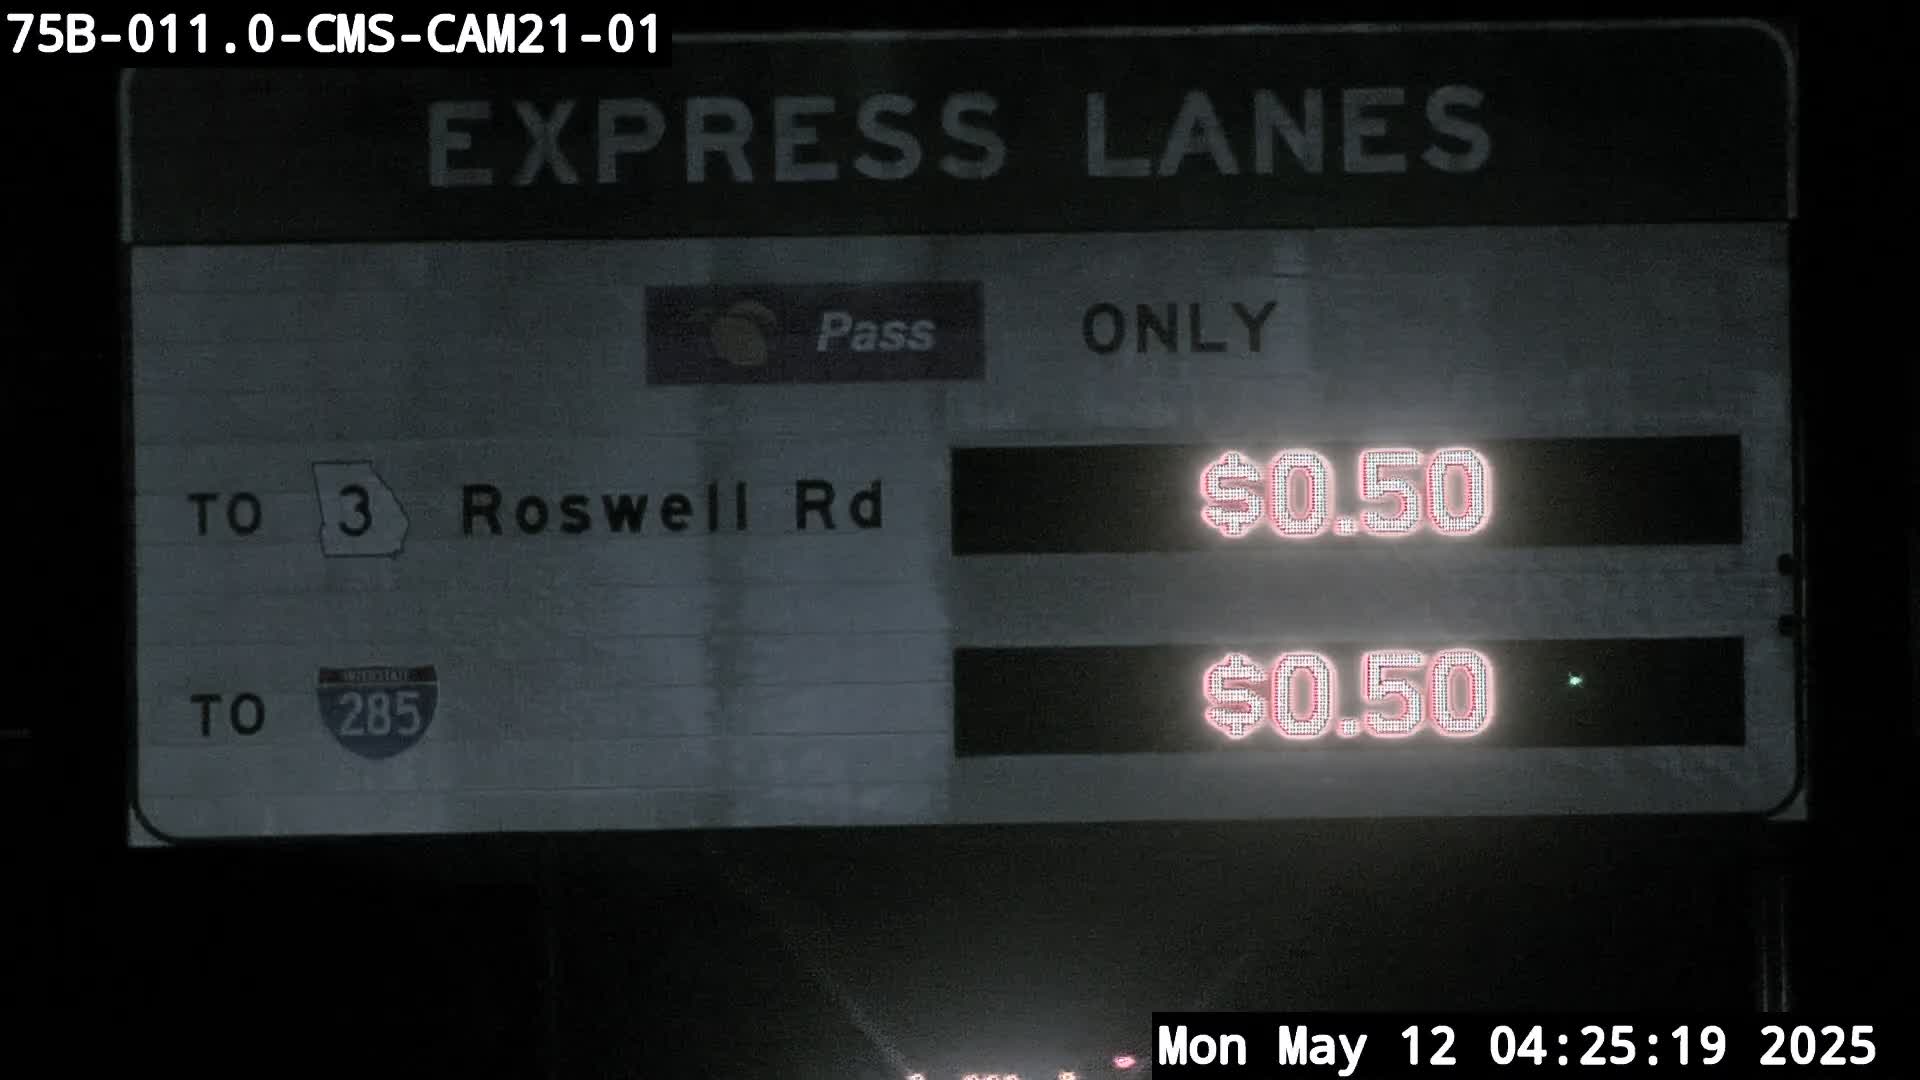 75B-011.0-CMS-CAM21-01
EXPRESS LANES
Pass ONLY
TO 3 Roswell Rd $0.50
TO INTERSTATE 285 $0.50
Mon May 12 04:25:19 2025